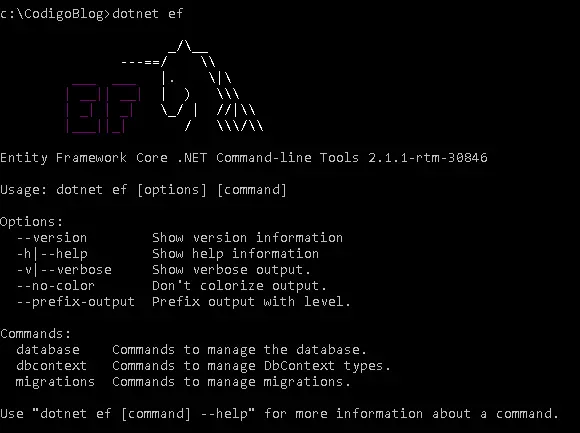 c:\CodigoBlog>dotnet ef
EF
Entity Framework Core .NET Command-line Tools 2.1.1-rtm-30846
Usage: dotnet ef [options] [command]
Options:
--version Show version information
-h|--help Show help information
-v|--verbose Show verbose output.
--no-color Don't colorize output.
--prefix-output Prefix output with level.
Commands:
database Commands to manage the database.
dbcontext Commands to manage DbContext types.
migrations Commands to manage migrations.
Use "dotnet ef [command] --help" for more information about a command.